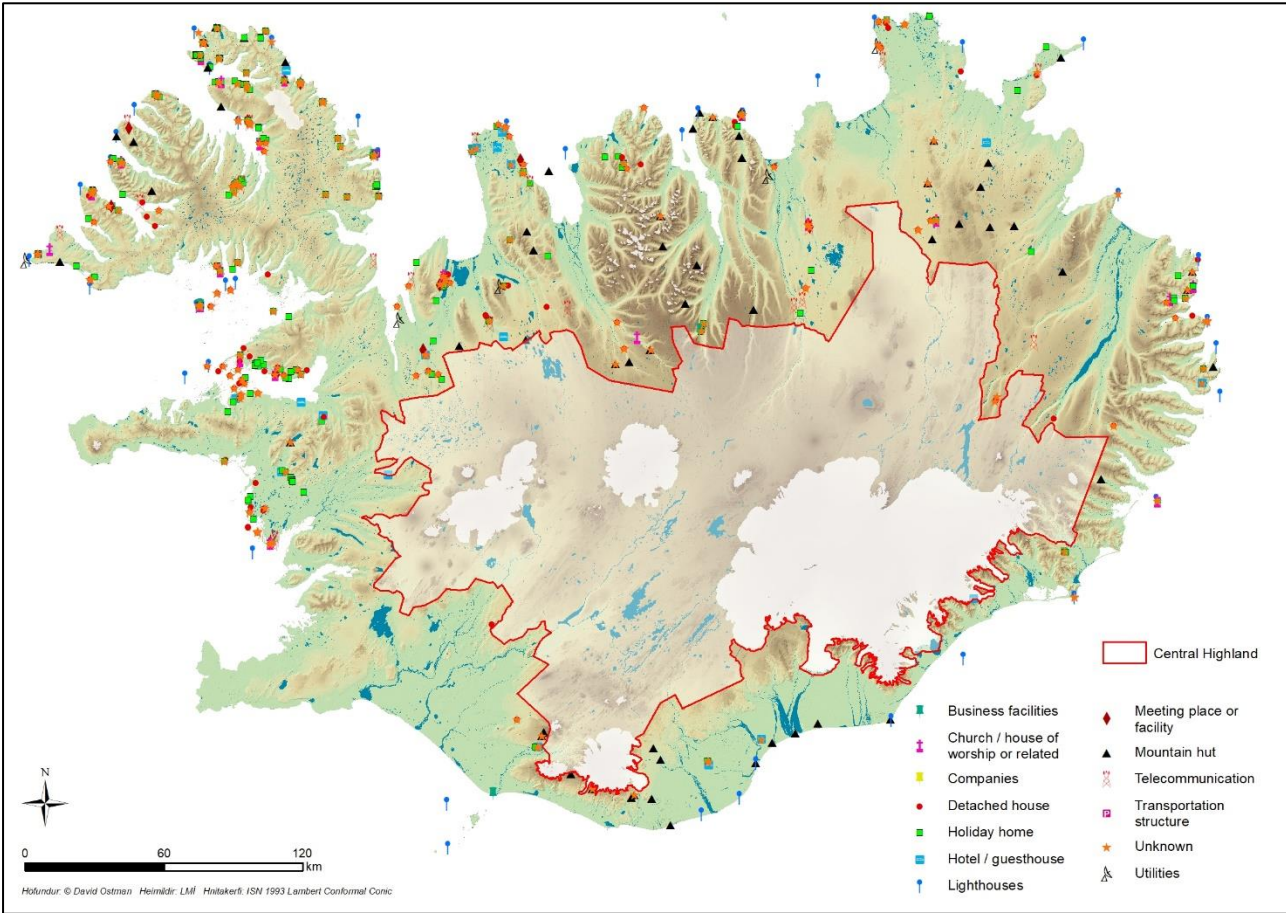 Central Highland
Business facilities
Church / house of
worship or related
Companies
Detached house
Holiday home
Hotel / guesthouse
Lighthouses
Meeting place or
facility
Mountain hut
Telecommunication
Transportation
structure
Unknown
Utilities
N
0 60 120
km
Höfundur: © David Ostman Heimildir: LMÍ Hnitakerfi: ISN 1993 Lambert Conformal Conic